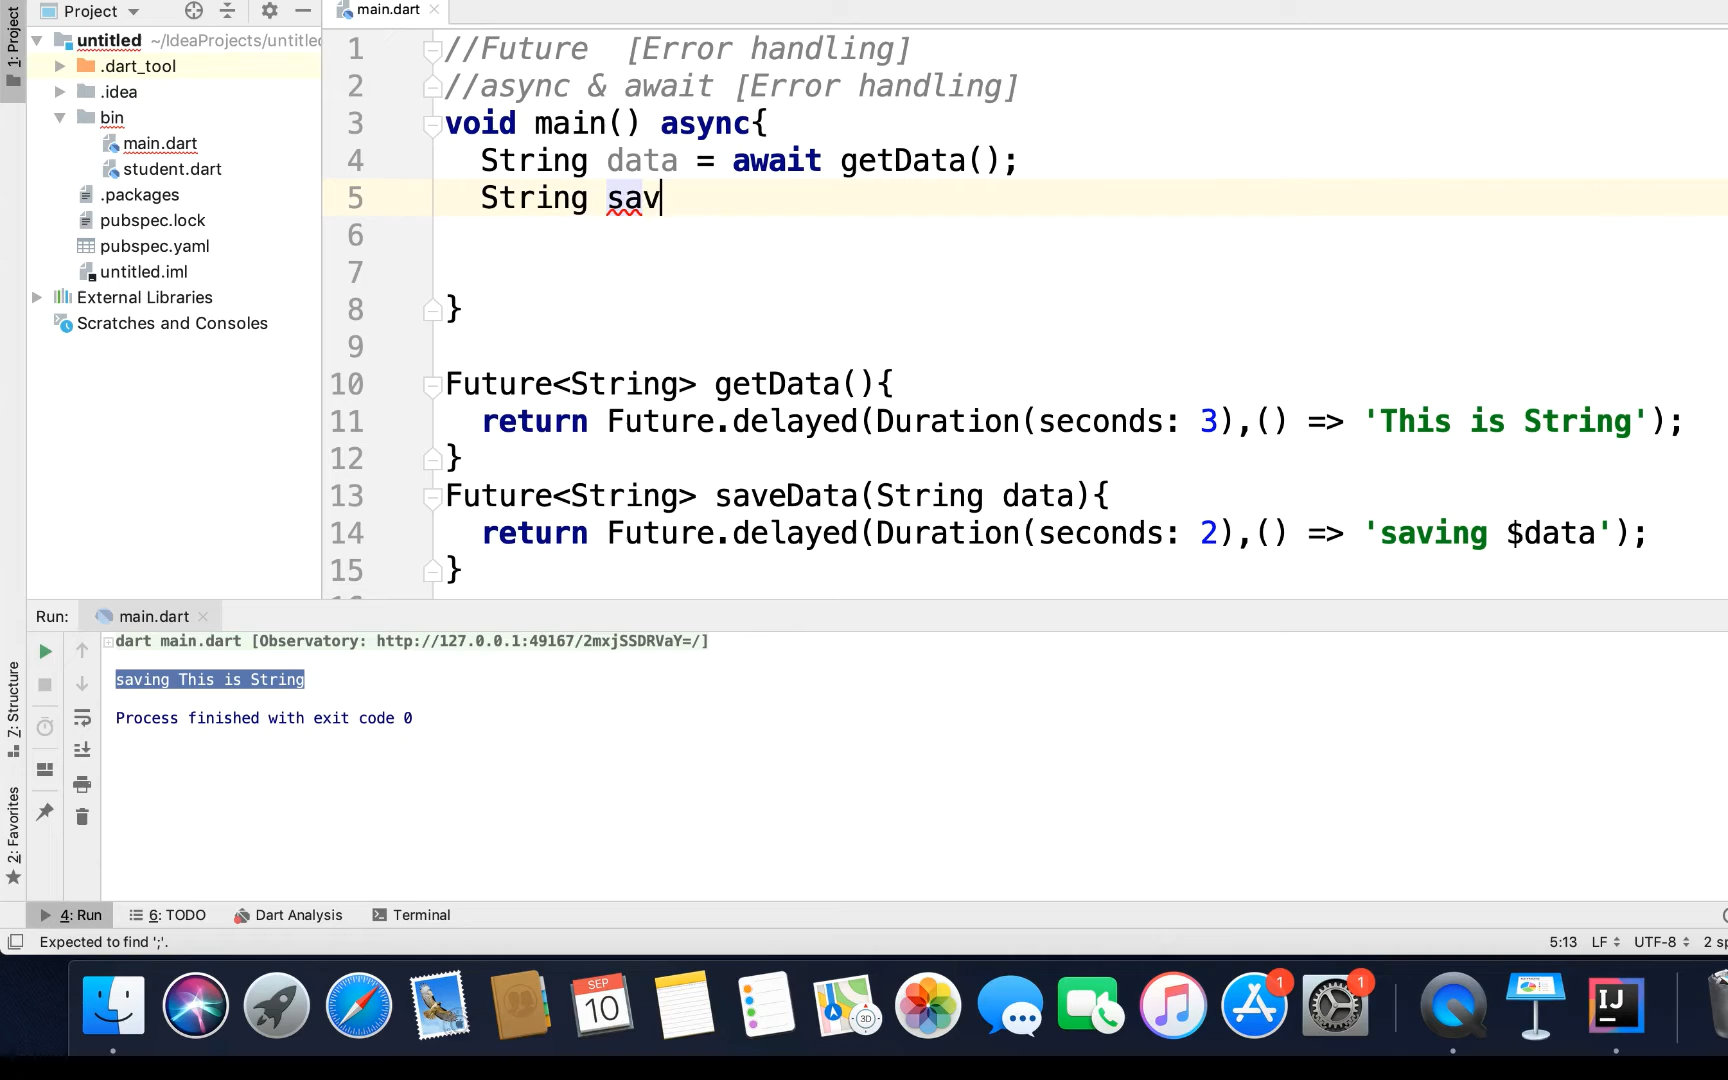 1: Project
Project
main.dart
untitled ~/IdeaProjects/untitled
.dart_tool
.idea
bin
main.dart
student.dart
.packages
pubspec.lock
pubspec.yaml
untitled.iml
External Libraries
Scratches and Consoles
1 //Future [Error handling]
2 //async & await [Error handling]
3 void main() async{
4 String data = await getData();
5 String sav
6
7
8 }
9
10 Future<String> getData(){
11 return Future.delayed(Duration(seconds: 3),() => 'This is String');
12 }
13 Future<String> saveData(String data){
14 return Future.delayed(Duration(seconds: 2),() => 'saving $data');
15 }
Run: main.dart
dart main.dart [Observatory: http://127.0.0.1:49167/2mxjSSDRVaY=/]
saving This is String
Process finished with exit code 0
7: Structure
2: Favorites
4: Run
6: TODO
Dart Analysis
Terminal
Expected to find ';'.
5:13 LF UTF-8 2 sp
SEP
10
3D
1
1
IJ